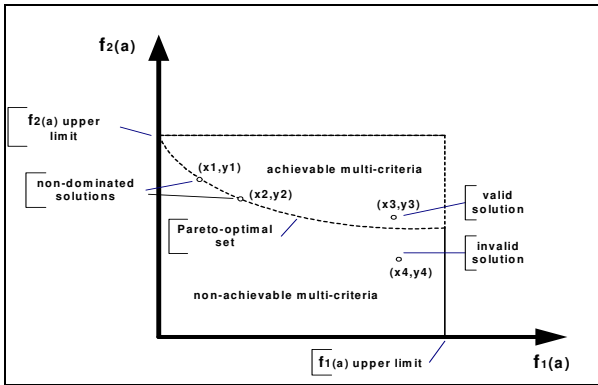 f2(a)
f2(a) upper
limit
(x1,y1)
achievable multi-criteria
non-dominated
solutions
(x2,y2)
(x3,y3)
valid
solution
Pareto-optimal
set
invalid
solution
(x4,y4)
non-achievable multi-criteria
f1(a) upper limit
f1(a)